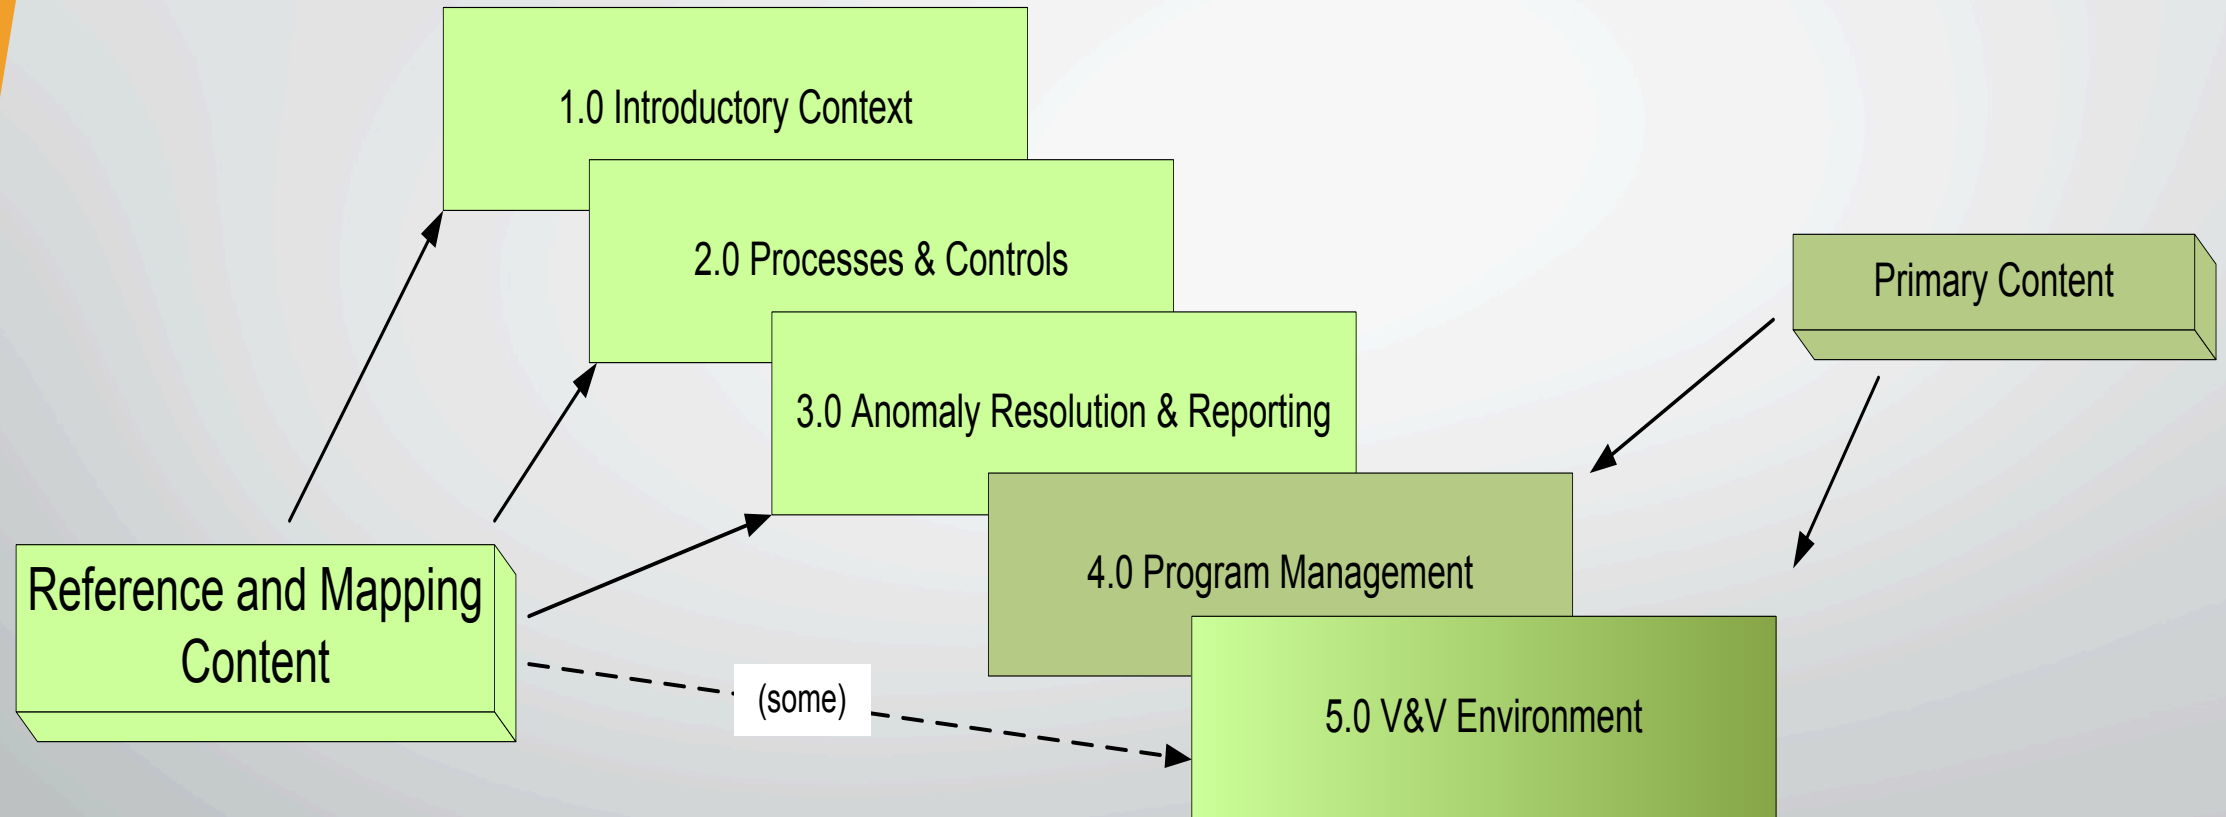 1.0 Introductory Context
2.0 Processes & Controls
Primary Content
3.0 Anomaly Resolution & Reporting
4.0 Program Management
Reference and Mapping
Content
(some)
5.0 V&V Environment